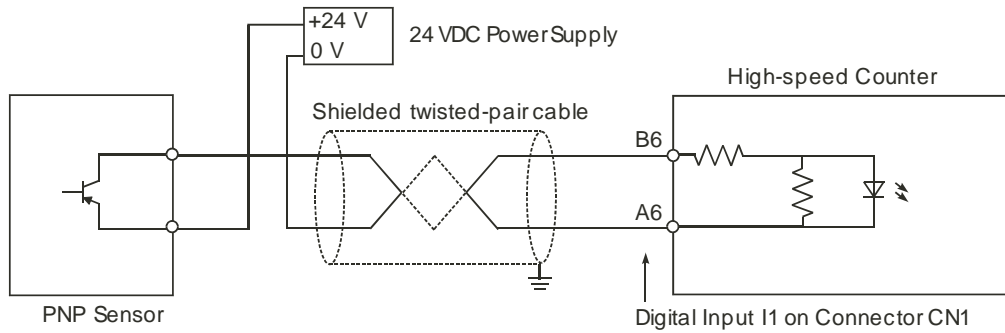 +24 V
0 V
24 VDC Power Supply
High-speed Counter
Shielded twisted-pair cable
B6
A6
PNP Sensor
Digital Input I1 on Connector CN1